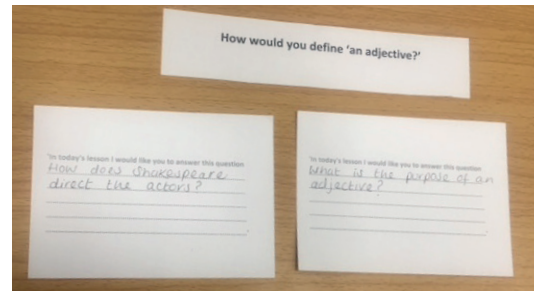 How would you define 'an adjective?'
'In today's lesson I would like you to answer this question
How does Shakespeare
direct the actors?
'In today's lesson I would like you to answer this question
What is the purpose of an
adjective?